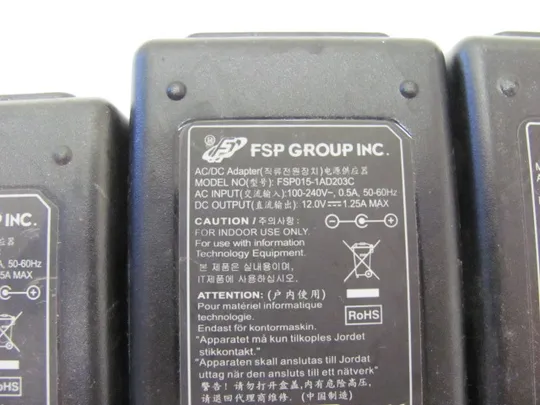 FSP GROUP INC.
AC/DC Adapter(직류전원장치)电源供应器
MODEL NO(型号): FSP015-1AD203C
AC INPUT(交流输入):100-240V~, 0.5A, 50-60Hz
DC OUTPUT(直流输出): 12.0V⎓1.25A MAX
CAUTION / 주의사항:
FOR INDOOR USE ONLY.
For use with information
Technology Equipment.
본 제품은 실내용이며,
IT제품에 사용하십시오.
ATTENTION: (户内使用)
Pour matériel informatique
technologique.
Endast för kontormaskin.
"Apparatet må kun tilkoples Jordet
stikkontakt."
"Apparaten skall anslutas till Jordat
uttag när den anslutas till ett nätverk"
警告! 请勿打开盒盖,内有危险高压,
请退回代理商维修. (中国制造)
RoHS
INC.
A, 50-60Hz
5A MAX
oHS